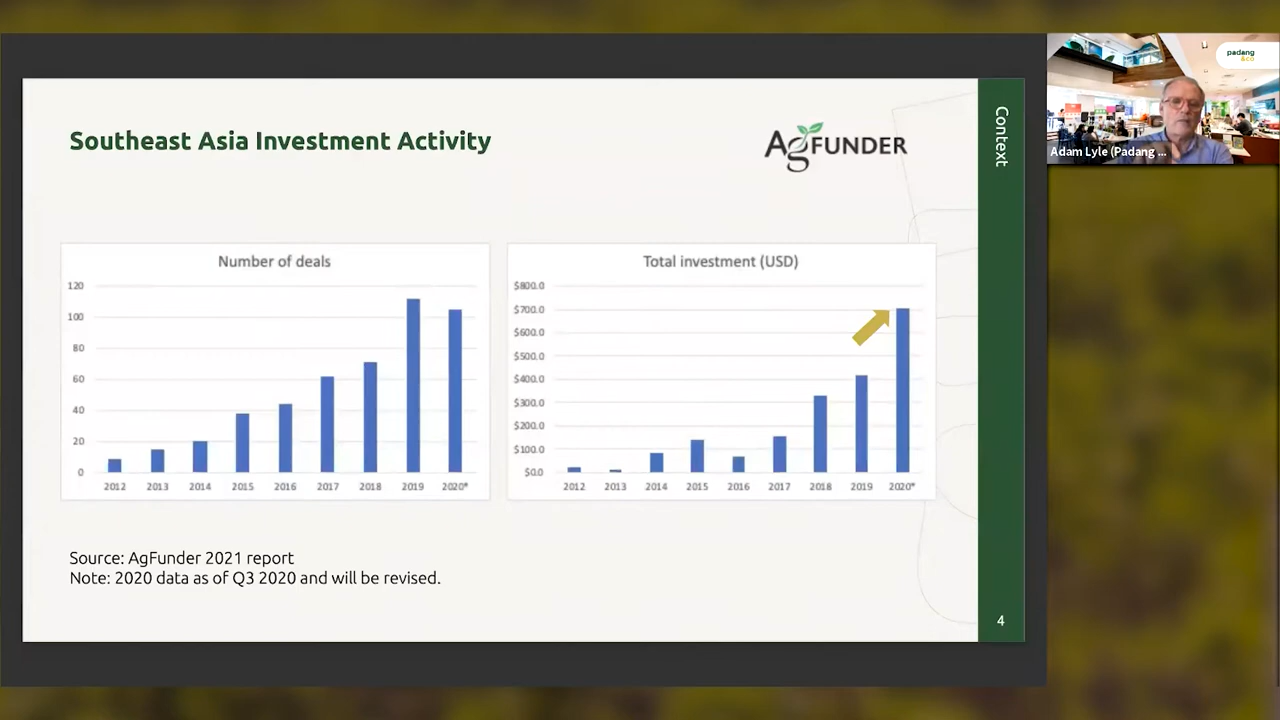 Southeast Asia Investment Activity
AgFUNDER
Context
Number of deals
120
100
80
60
40
20
0
2012 2013 2014 2015 2016 2017 2018 2019 2020*
Total investment (USD)
$800.0
$700.0
$600.0
$500.0
$400.0
$300.0
$200.0
$100.0
$0.0
2012 2013 2014 2015 2016 2017 2018 2019 2020*
Source: AgFunder 2021 report
Note: 2020 data as of Q3 2020 and will be revised.
4
padang
&co
Adam Lyle (Padang ...